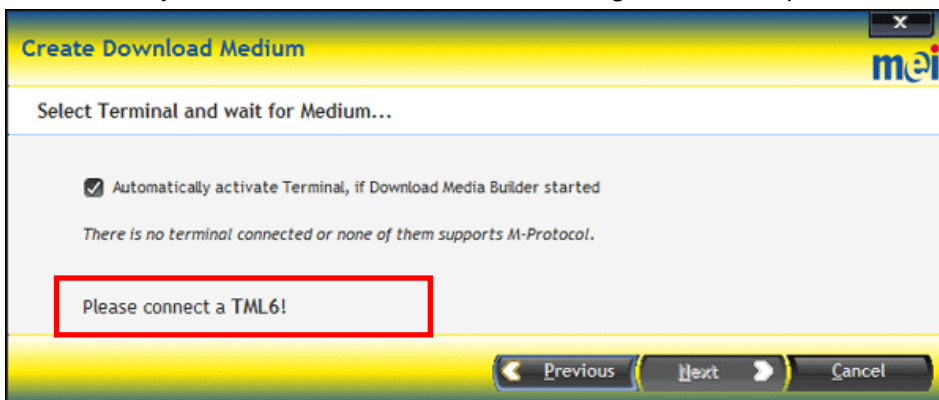 Create Download Medium
x
mei
Select Terminal and wait for Medium...
Automatically activate Terminal, if Download Media Builder started
There is no terminal connected or none of them supports M-Protocol.
Please connect a TML6!
Previous
Next
Cancel